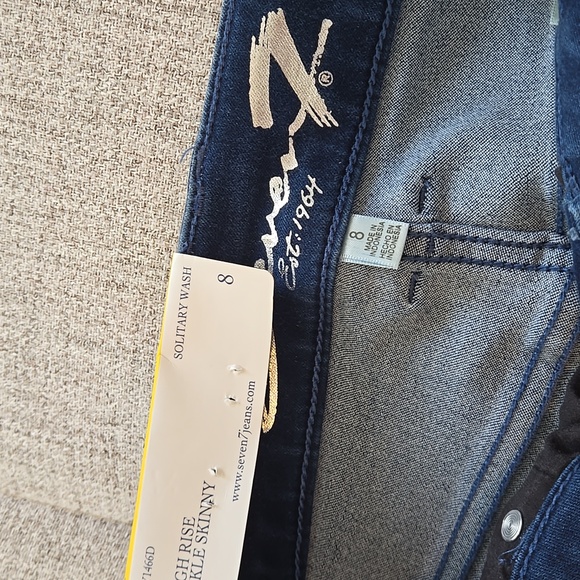 Seven7®
Est: 1964
8
MADE IN
INDONESIA
HECHO EN
INDONESIA
SOLITARY WASH
8
www.seven7jeans.com
GH RISE
KLE SKINNY
1466D